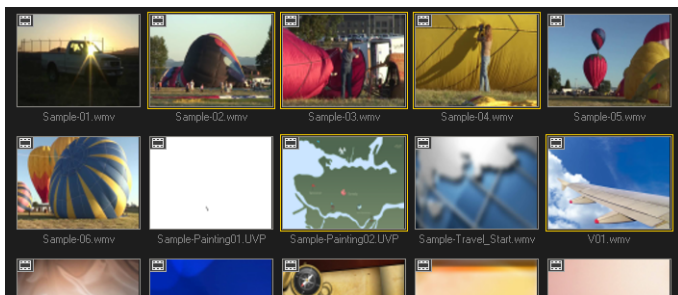 Sample-01.wmv
Sample-02.wmv
Sample-03.wmv
Sample-04.wmv
Sample-05.wmv
Sample-06.wmv
Sample-Painting01.UVP
Sample-Painting02.UVP
Sample-Travel_Start.wmv
V01.wmv